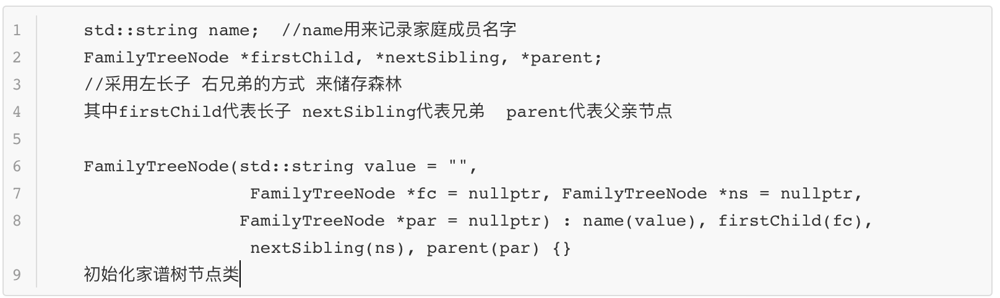 1 std::string name;  //name用来记录家庭成员名字
2 FamilyTreeNode *firstChild, *nextSibling, *parent;
3 //采用左长子 右兄弟的方式 来储存森林
4 其中firstChild代表长子 nextSibling代表兄弟  parent代表父亲节点
5
6 FamilyTreeNode(std::string value = "",
7 FamilyTreeNode *fc = nullptr, FamilyTreeNode *ns = nullptr,
8 FamilyTreeNode *par = nullptr) : name(value), firstChild(fc),
nextSibling(ns), parent(par) {}
9 初始化家谱树节点类